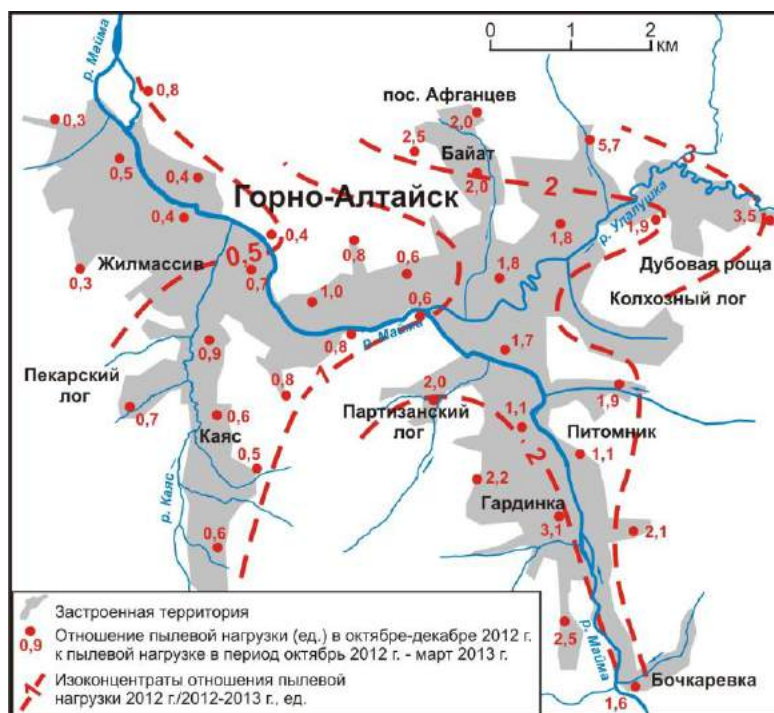 р. Майма
0 1 2
км
0,8
0,3
пос. Афганцев
2,0
2,5
Байат
5,7
3
0,5
0,4
2,0
2
Горно-Алтайск
р. Улалушка
0,4
1,9
3,5
0,4
1,8
Жилмассив
0,5
0,8
Дубовая роща
0,3
0,7
0,6
1,8
Колхозный лог
1,0
0,6
р. Майма
0,8
0,9
1,7
1
Пекарский
лог
0,8
2,0
1,9
Партизанский
лог
0,7
0,6
1,1
Питомник
Каяс
2
1,1
0,5
2,2
р. Каяс
Гардинка
3,1
2,1
0,6
р. Майма
2,5
Бочкаревка
1,6
Застроенная территория
Отношение пылевой нагрузки (ед.) в октябре-декабре 2012 г.
0,9 к пылевой нагрузке в период октябрь 2012 г. - март 2013 г.
1 Изоконцентраты отношения пылевой
нагрузки 2012 г./2012-2013 г., ед.